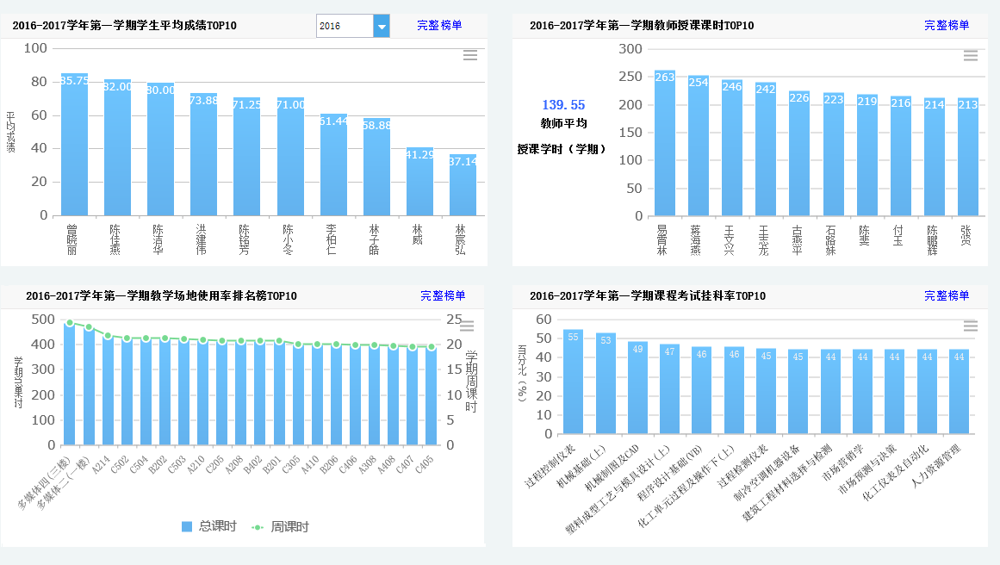 2016-2017学年第一学期学生平均成绩TOP10
2016
完整榜单
平均成绩
100
80
60
40
20
0
85.75
82.00
80.00
73.88
71.25
71.00
61.44
58.88
41.29
37.14
曾晓丽
陈佳燕
陈洁华
洪建伟
陈铭芳
陈小冬
李柏仁
林子皓
林威
林宸弘
2016-2017学年第一学期教师授课课时TOP10
完整榜单
139.55
教师平均
授课学时（学期）
300
250
200
150
100
50
0
263
254
246
242
226
223
219
216
214
213
易霄林
蒋海燕
王文兴
王志龙
古燕平
石路妹
陈斐
付玉
陈鹏辉
张贤
2016-2017学年第一学期教学场地使用率排名榜TOP10
完整榜单
学期总课时
500
400
300
200
100
0
25
20
15
10
5
0
学期周课时
多媒体四(三楼)
多媒体二(一楼)
A214
C502
C504
B202
C503
A210
C205
A208
B402
B201
C305
A410
B206
C406
A308
A408
C407
C405
总课时
周课时
2016-2017学年第一学期课程考试挂科率TOP10
完整榜单
百分比（%）
60
50
40
30
20
10
0
55
53
49
47
46
46
45
45
44
44
44
44
44
过程控制仪表
机械基础(上)
机械制图及CAD
塑料成型工艺与模具设计(上)
程序设计基础(VB)
化工单元过程及操作下(上)
过程检测仪表
制冷空调机器设备
建筑工程材料选择与检测
市场营销学
市场预测与决策
化工仪表及自动化
人力资源管理